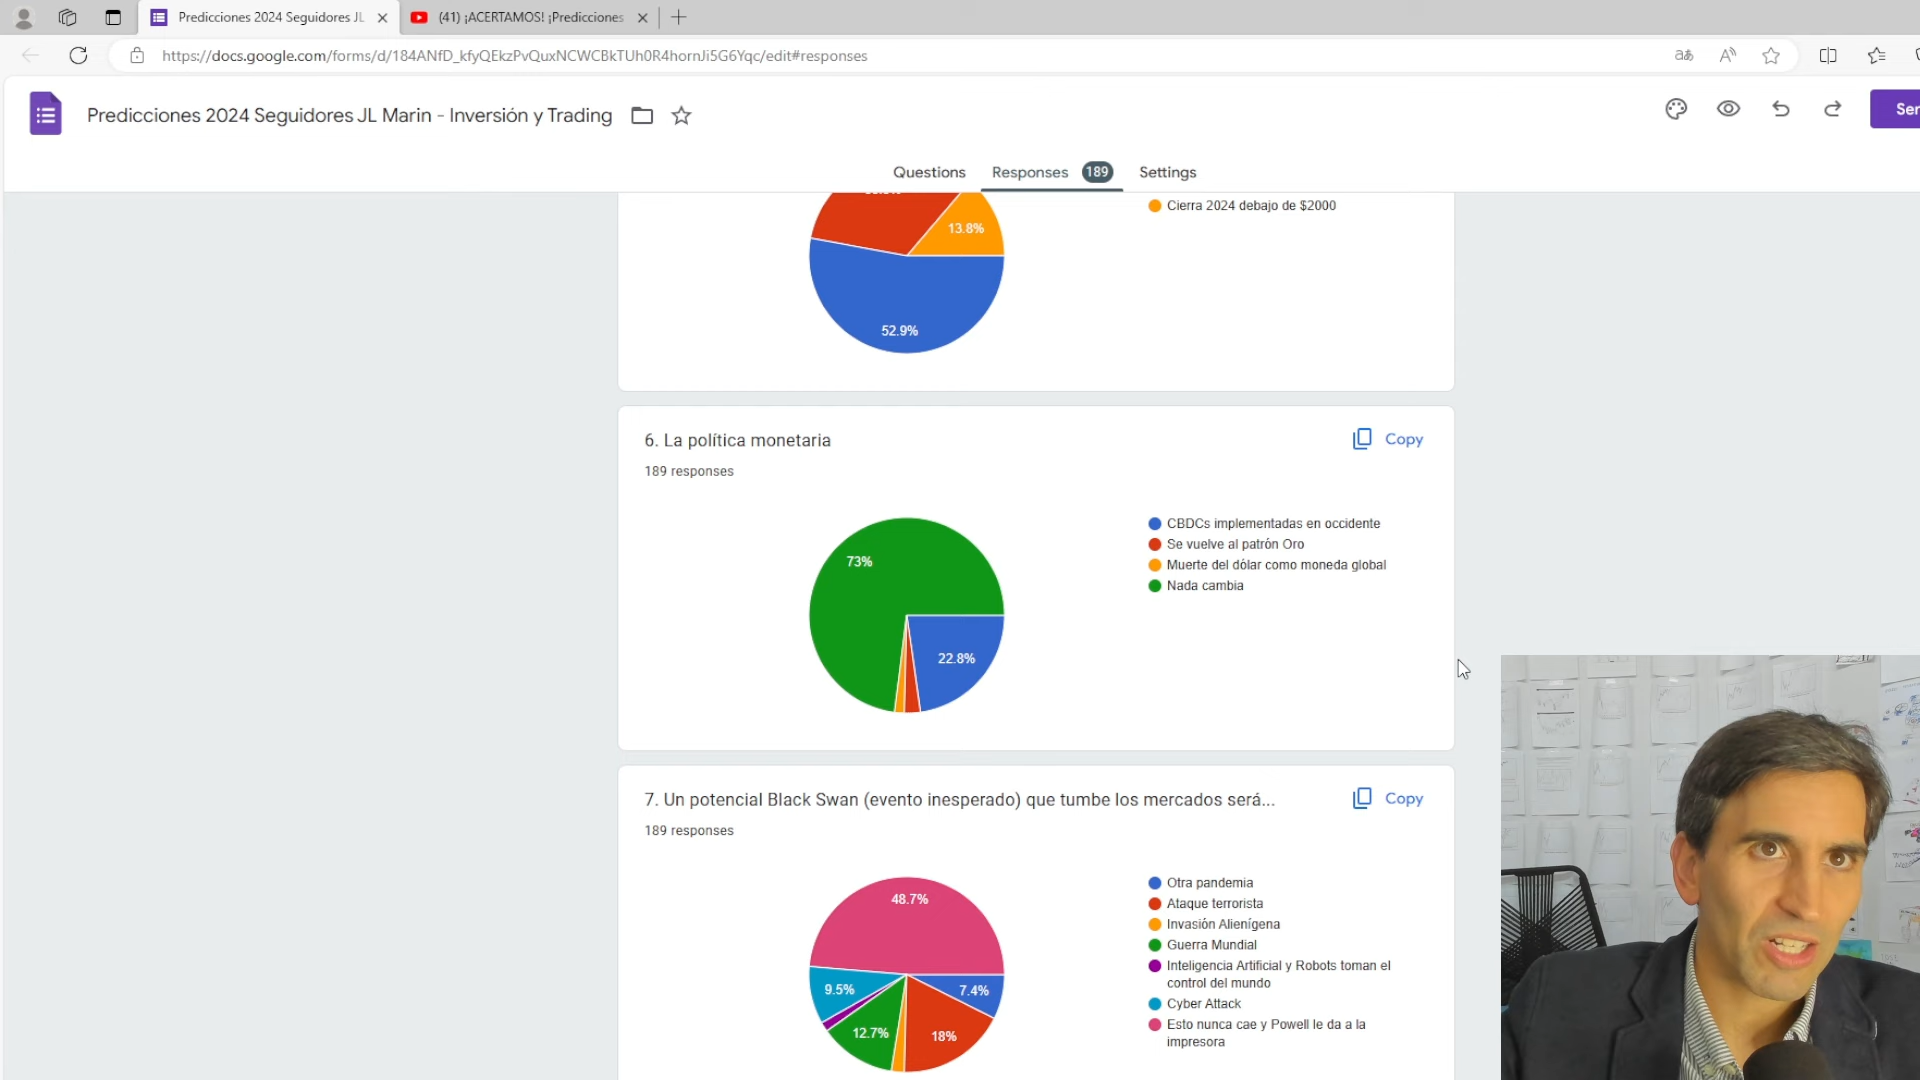 Predicciones 2024 Seguidores JL
(41) ¡ACERTAMOS! ¡Predicciones
https://docs.google.com/forms/d/184ANfD_kfyQEkzPvQuxNCWCBkTUh0R4hornJi5G6Yqc/edit#responses
Predicciones 2024 Seguidores JL Marin - Inversión y Trading
Questions Responses 189 Settings
Cierra 2024 debajo de $2000
13.8%
52.9%
6. La política monetaria
Copy
189 responses
CBDCs implementadas en occidente
Se vuelve al patrón Oro
Muerte del dólar como moneda global
Nada cambia
73%
22.8%
7. Un potencial Black Swan (evento inesperado) que tumbe los mercados será...
Copy
189 responses
Otra pandemia
Ataque terrorista
Invasión Alienígena
Guerra Mundial
Inteligencia Artificial y Robots toman el
control del mundo
Cyber Attack
Esto nunca cae y Powell le da a la
impresora
48.7%
9.5%
7.4%
12.7%
18%